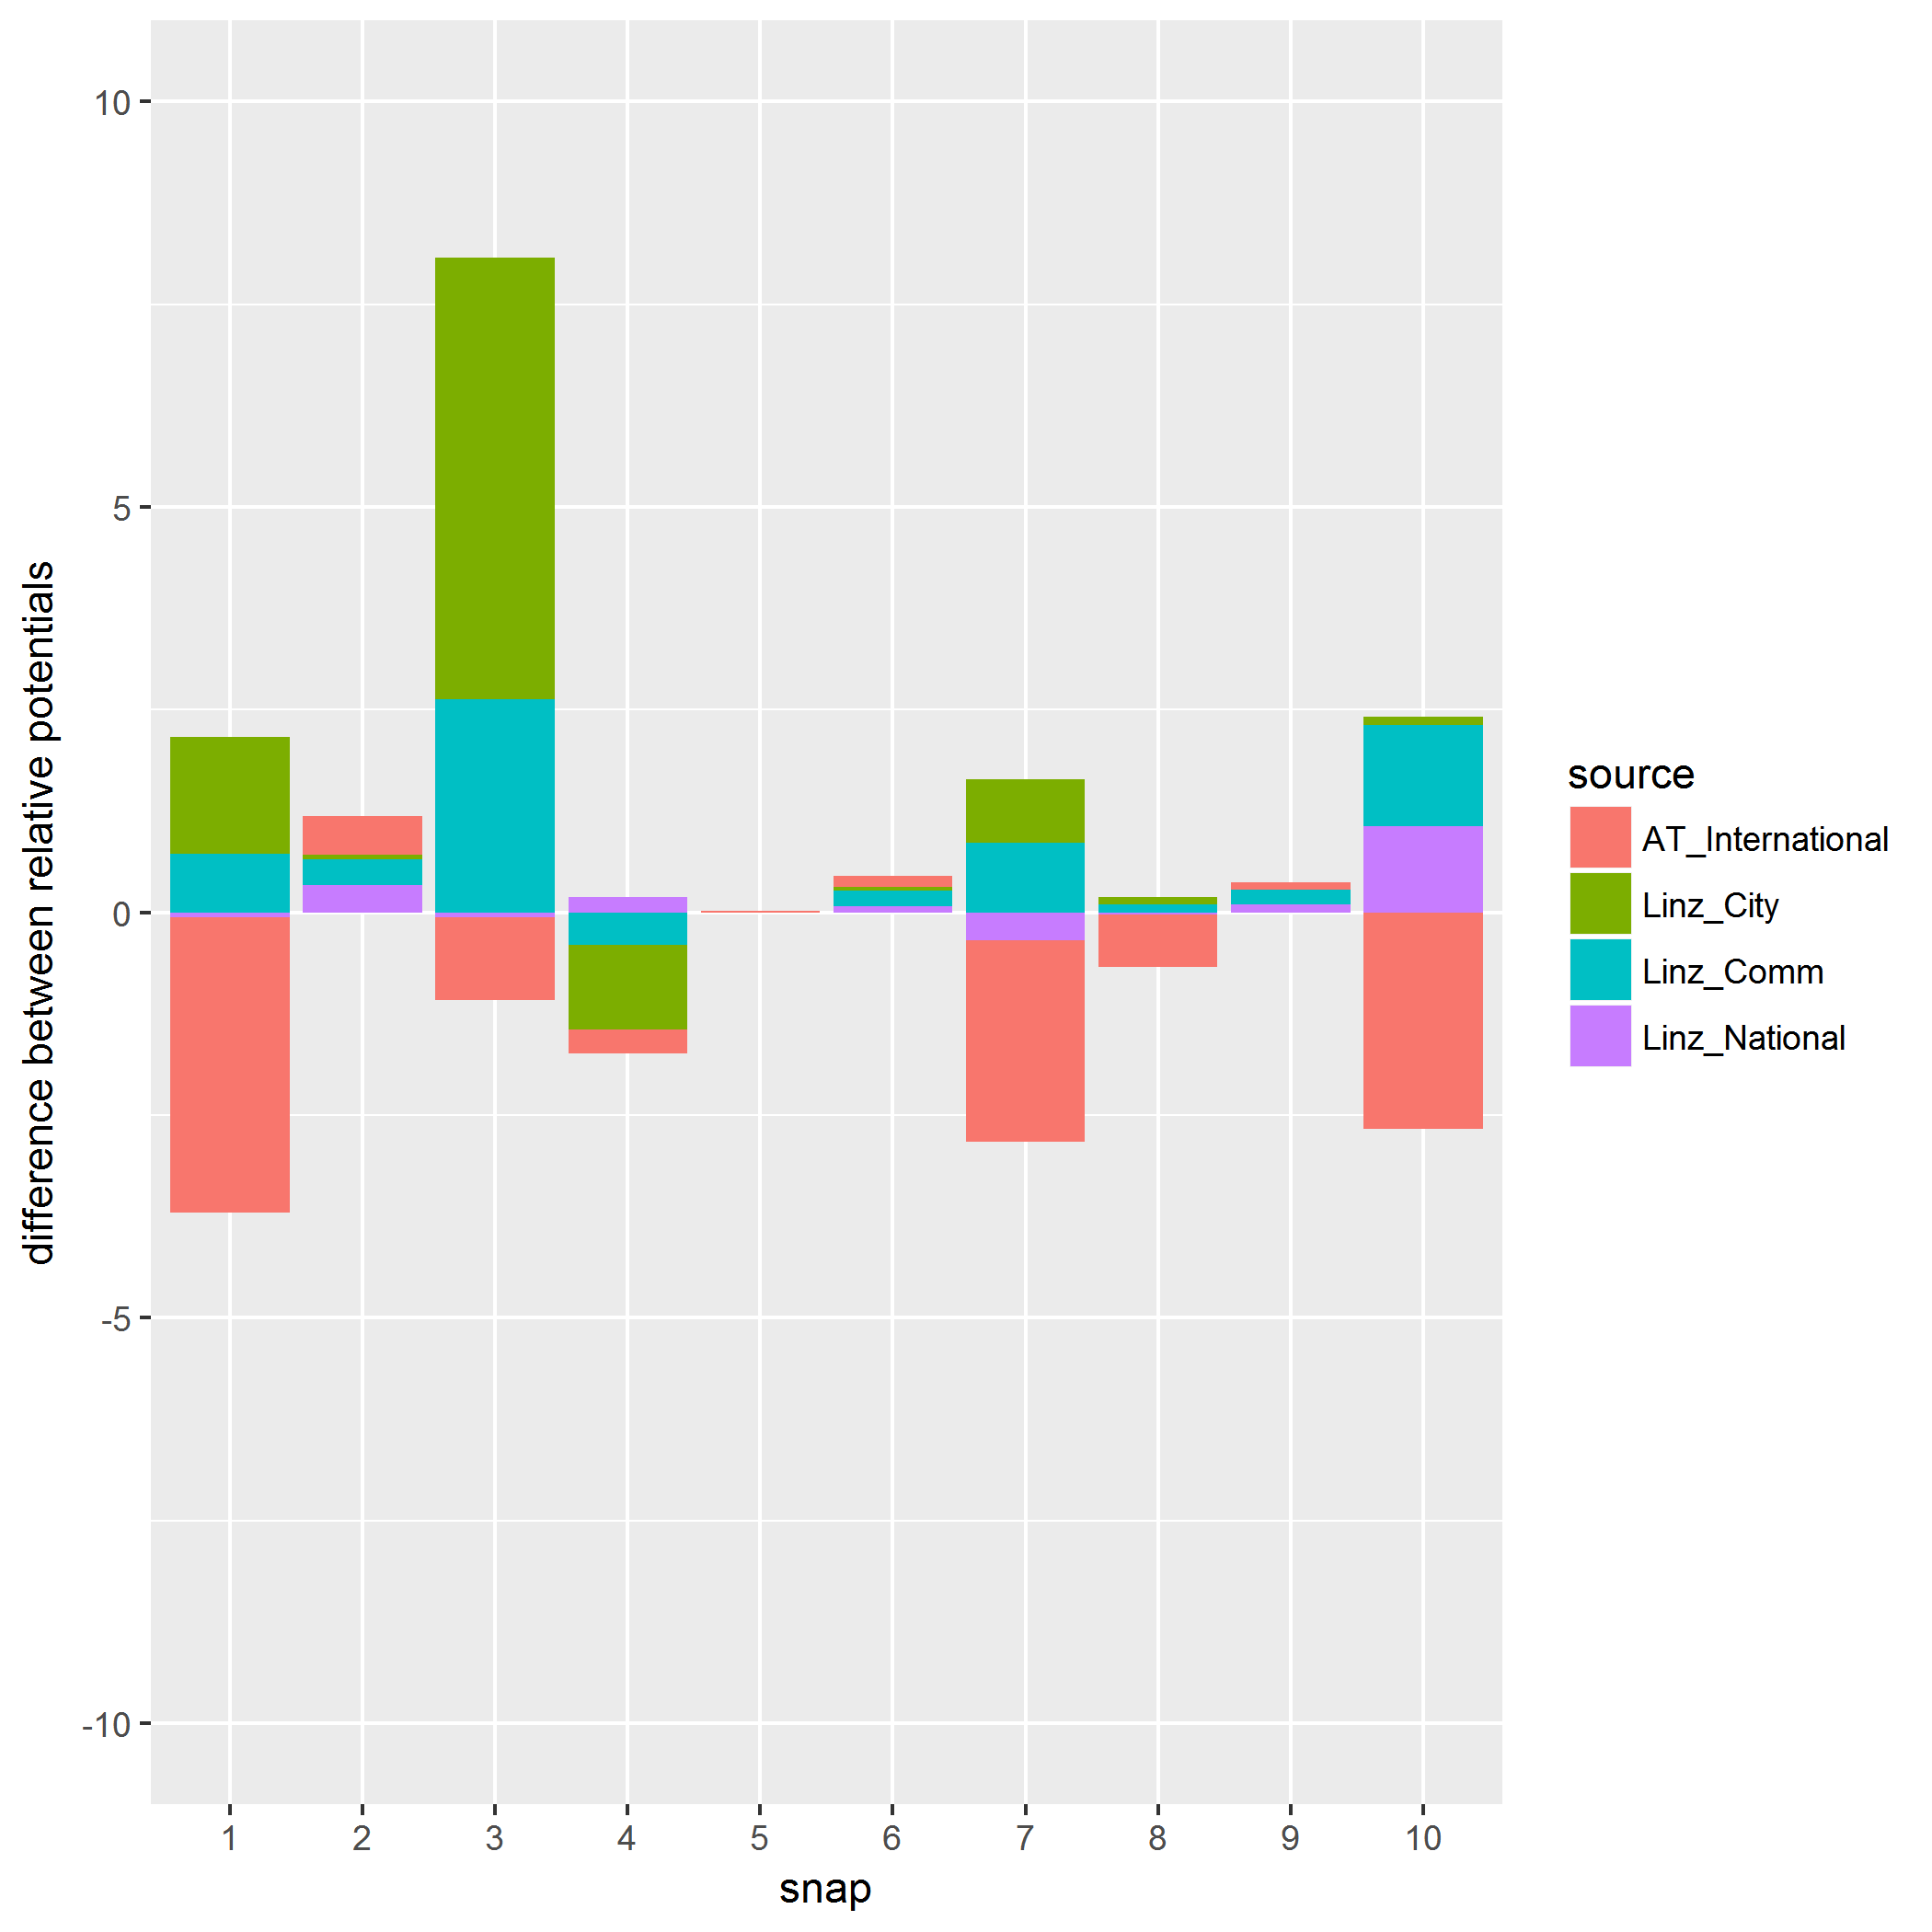 difference between relative potentials
10
5
0
-5
-10
1 2 3 4 5 6 7 8 9 10
snap
source
AT_International
Linz_City
Linz_Comm
Linz_National